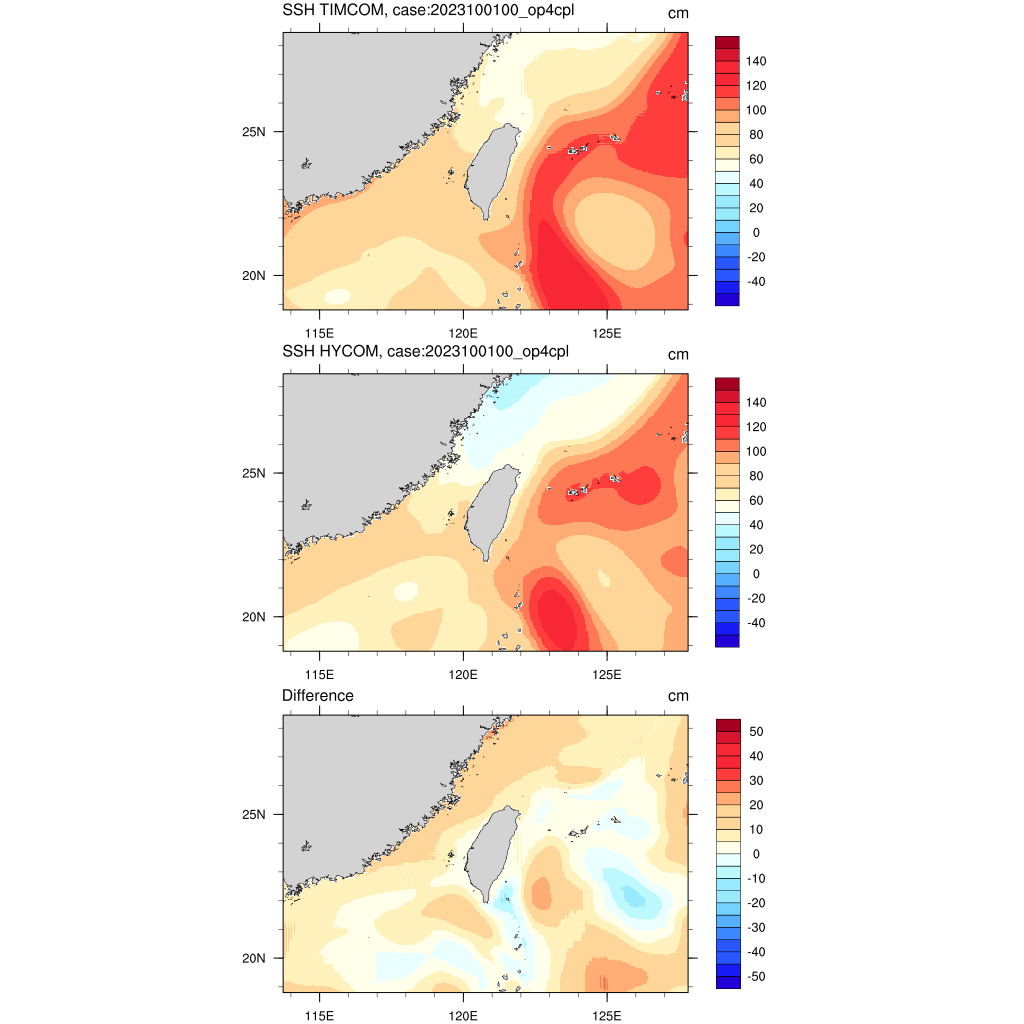 SSH TIMCOM, case:2023100100_op4cpl
cm
25N
20N
115E
120E
125E
140
120
100
80
60
40
20
0
-20
-40
SSH HYCOM, case:2023100100_op4cpl
cm
25N
20N
115E
120E
125E
140
120
100
80
60
40
20
0
-20
-40
Difference
cm
25N
20N
115E
120E
125E
50
40
30
20
10
0
-10
-20
-30
-40
-50